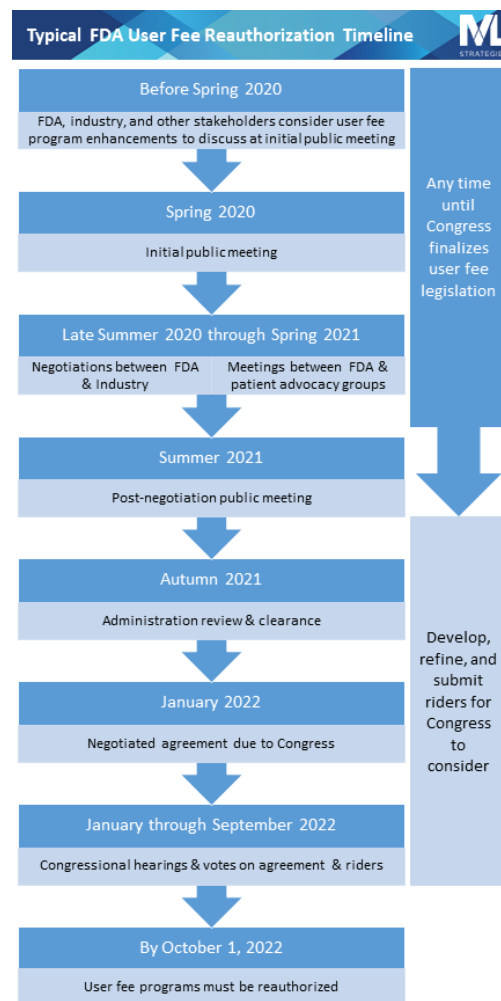 Typical FDA User Fee Reauthorization Timeline
ML
STRATEGIES
Before Spring 2020
FDA, industry, and other stakeholders consider user fee
program enhancements to discuss at initial public meeting
Spring 2020
Initial public meeting
Late Summer 2020 through Spring 2021
Negotiations between FDA
& Industry
Meetings between FDA &
patient advocacy groups
Summer 2021
Post-negotiation public meeting
Autumn 2021
Administration review & clearance
January 2022
Negotiated agreement due to Congress
January through September 2022
Congressional hearings & votes on agreement & riders
By October 1, 2022
User fee programs must be reauthorized
Any time
until
Congress
finalizes
user fee
legislation
Develop,
refine, and
submit
riders for
Congress
to
consider